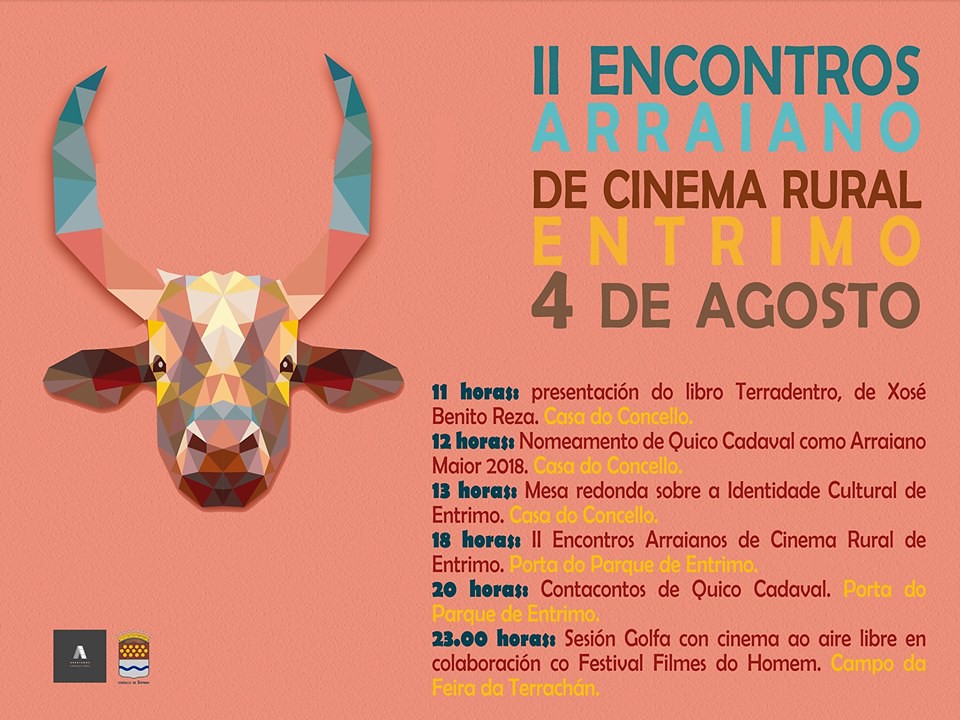 II ENCONTROS
ARRAIANO
DE CINEMA RURAL
ENTRIMO
4 DE AGOSTO
11 horas: presentación do libro Terradentro, de Xosé
Benito Reza. Casa do Concello.
12 horas: Nomeamento de Quico Cadaval como Arraiano
Maior 2018. Casa do Concello.
13 horas: Mesa redonda sobre a Identidade Cultural de
Entrimo. Casa do Concello.
18 horas: II Encontros Arraianos de Cinema Rural de
Entrimo. Porta do Parque de Entrimo.
20 horas: Contacontos de Quico Cadaval. Porta do
Parque de Entrimo.
23.00 horas: Sesión Golfa con cinema ao aire libre en
colaboración co Festival Filmes do Homem. Campo da
Feira da Terrachán.